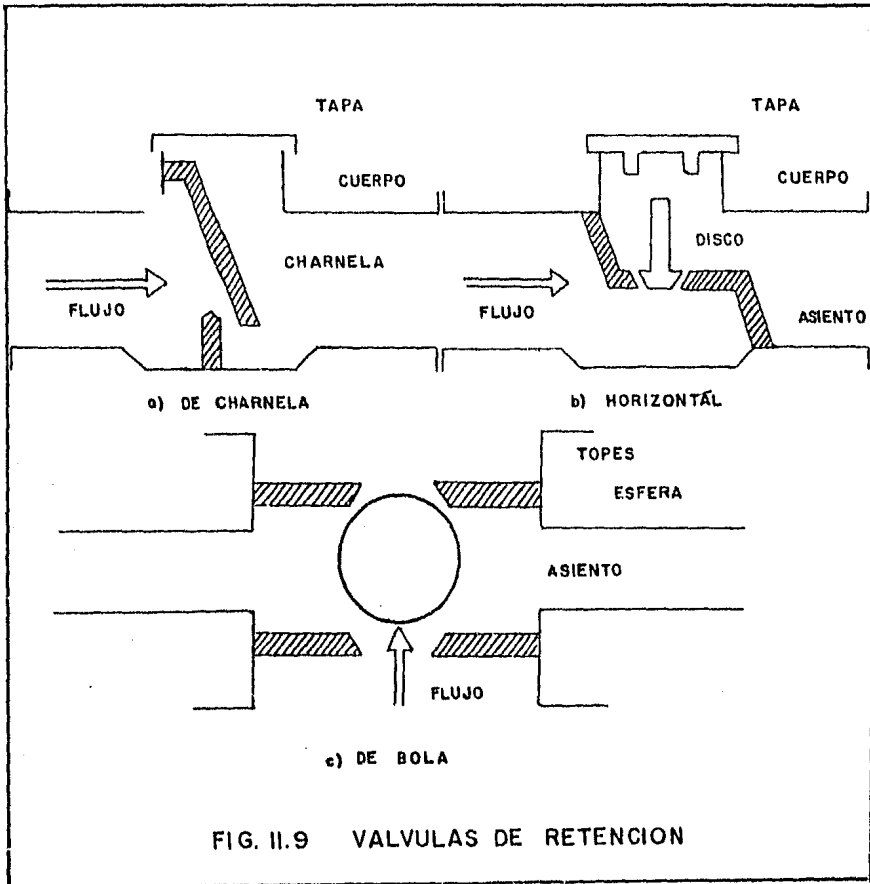 TAPA
CUERPO
CHARNELA
FLUJO
a) DE CHARNELA
TAPA
CUERPO
DISCO
FLUJO
ASIENTO
b) HORIZONTAL
TOPES
ESFERA
ASIENTO
FLUJO
c) DE BOLA
FIG. 11.9 VALVULAS DE RETENCION